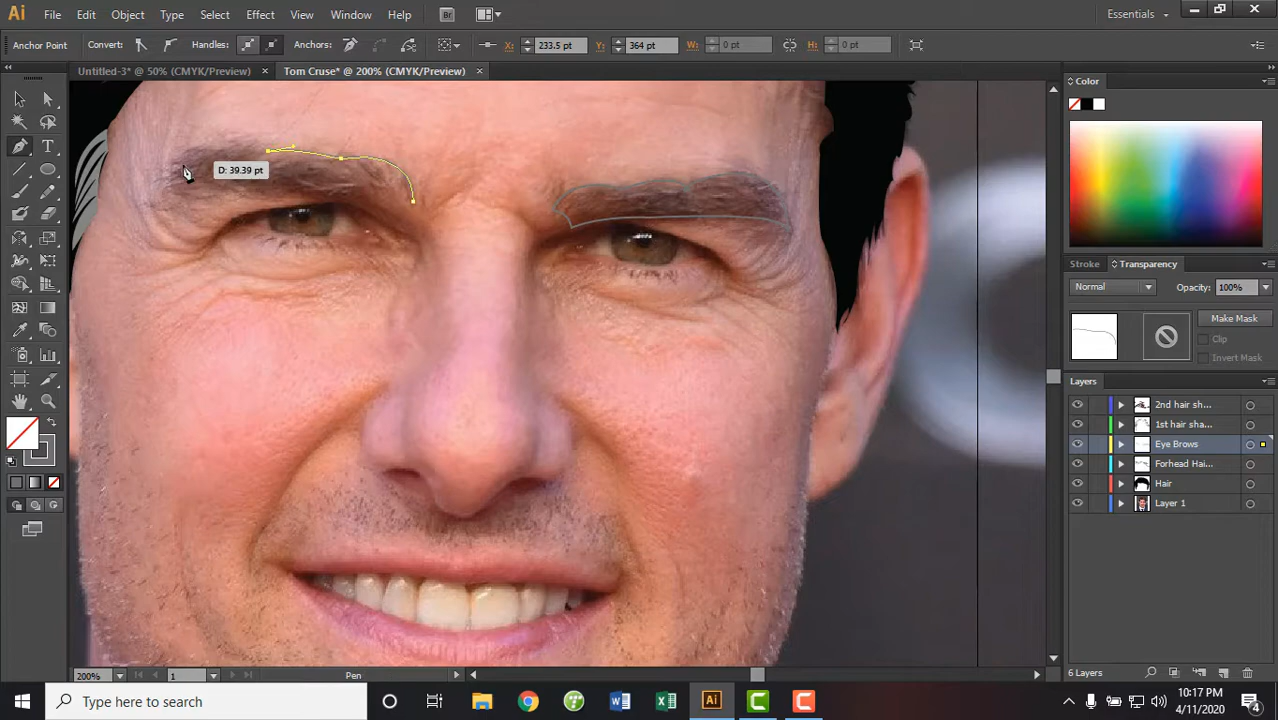 Ai File Edit Object Type Select Effect View Window Help Br Essentials
Anchor Point Convert: Handles: Anchors: X: 233.5 pt Y: 364 pt W: 0 pt H: 0 pt
Untitled-3* @ 50% (CMYK/Preview) × Tom Cruse* @ 200% (CMYK/Preview) ×
Color
D: 39.39 pt
Stroke Transparency
Normal Opacity: 100%
Make Mask
Clip
Invert Mask
Layers
2nd hair sh...
1st hair sha...
Eye Brows
Forhead Hai...
Hair
Layer 1
200% 1 Pen 6 Layers
Type here to search
10:17 PM
4/11/2020
4